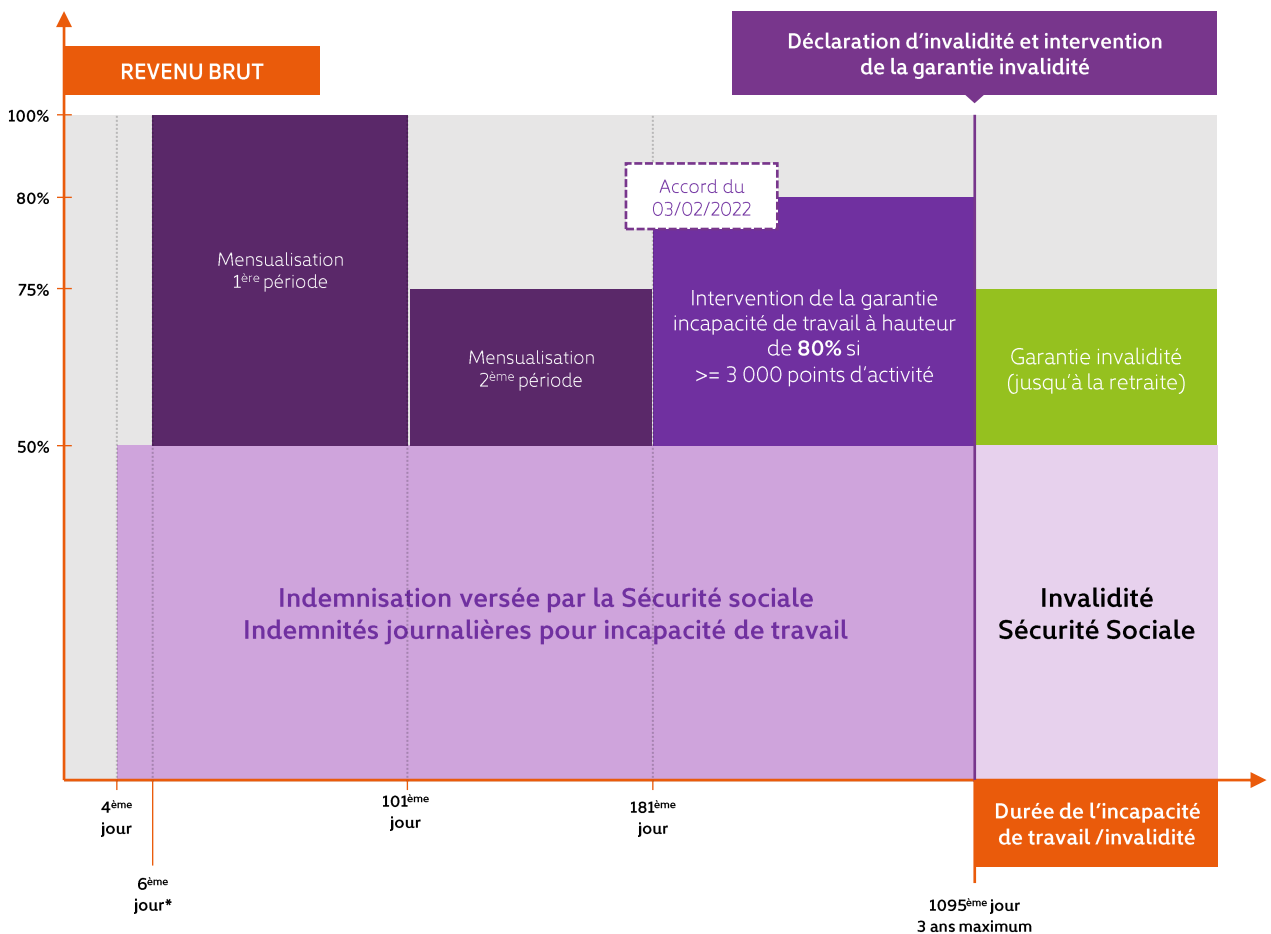 REVENU BRUT
Déclaration d’invalidité et intervention
de la garantie invalidité
100%
80%
75%
50%
Accord du
03/02/2022
Mensualisation
1ère période
Mensualisation
2ème période
Intervention de la garantie
incapacité de travail à hauteur
de 80% si
>= 3 000 points d’activité
Garantie invalidité
(jusqu’à la retraite)
Indemnisation versée par la Sécurité sociale
Indemnités journalières pour incapacité de travail
Invalidité
Sécurité Sociale
4ème
jour
6ème
jour*
101ème
jour
181ème
jour
Durée de l’incapacité
de travail /invalidité
1095ème jour
3 ans maximum